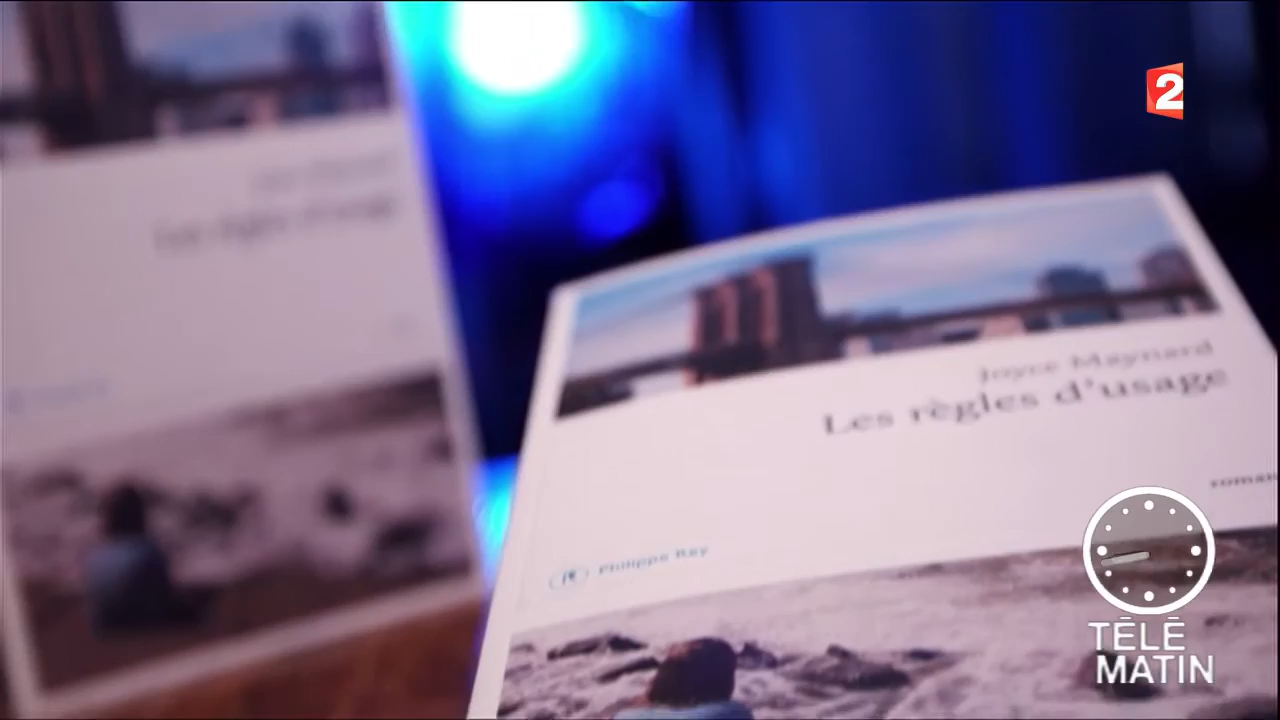 2
Joyce Maynard
Les règles d'usage
roman
Philippe Rey
TÉLÉ
MATIN